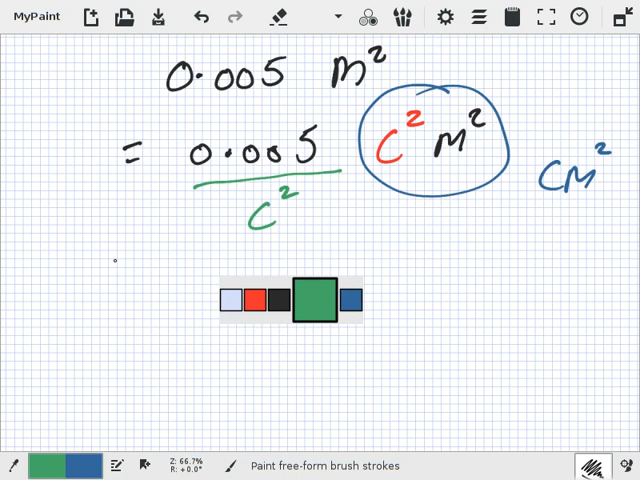 MyPaint
0.005 M²
= 0.005 C² M²
C²
CM²
Z: 66.7%
R: +0.0°
Paint free-form brush strokes